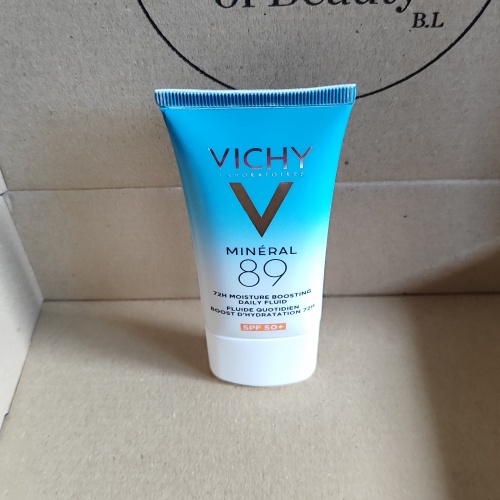 of Beauty
B.L
VICHY
LABORATOIRES
MINÉRAL
89
72H MOISTURE BOOSTING
DAILY FLUID
FLUIDE QUOTIDIEN
BOOST D'HYDRATATION 72H
SPF 50+